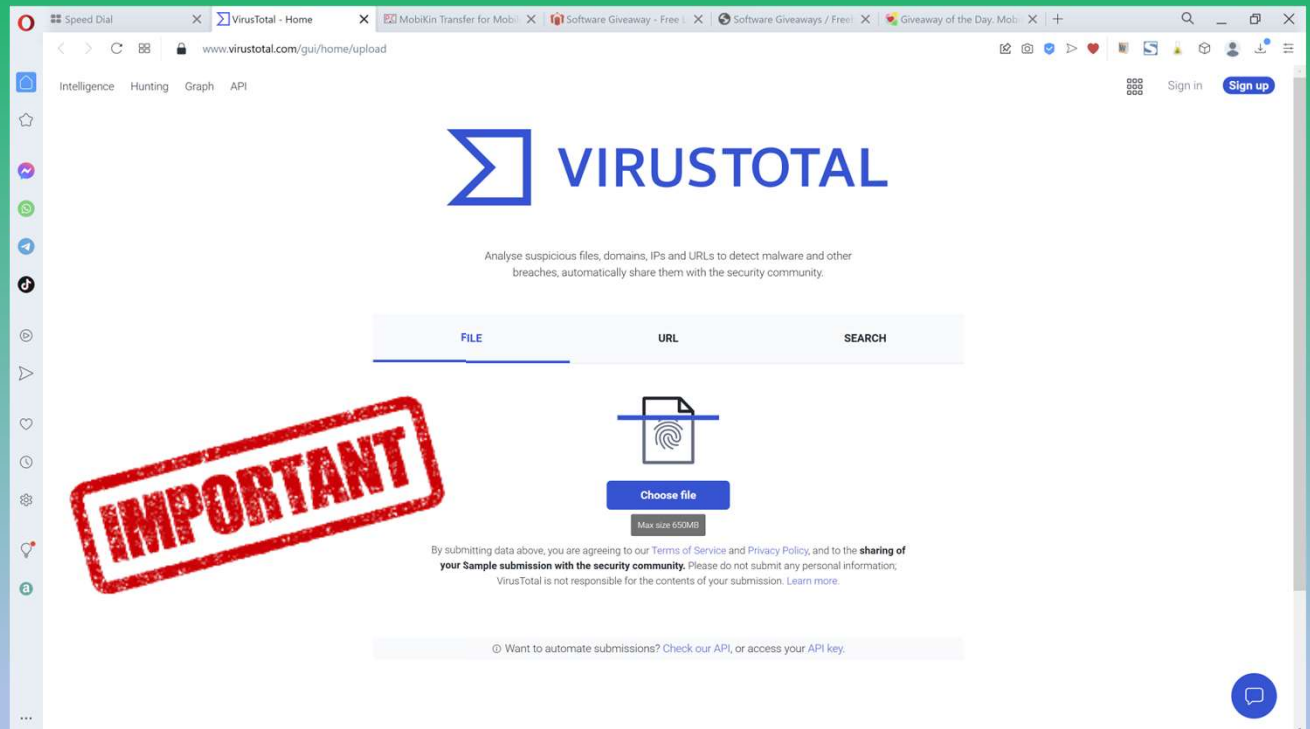 Speed Dial
VirusTotal - Home
MobiKin Transfer for Mobil
Software Giveaway - Free L
Software Giveaways / Free
Giveaway of the Day. Mobi
www.virustotal.com/gui/home/upload
Intelligence Hunting Graph API
Sign in Sign up
VIRUSTOTAL
Analyse suspicious files, domains, IPs and URLs to detect malware and other
breaches, automatically share them with the security community.
FILE URL SEARCH
IMPORTANT
Choose file
Max size 650MB
By submitting data above, you are agreeing to our Terms of Service and Privacy Policy, and to the sharing of
your Sample submission with the security community. Please do not submit any personal information;
VirusTotal is not responsible for the contents of your submission. Learn more.
Want to automate submissions? Check our API, or access your API key.